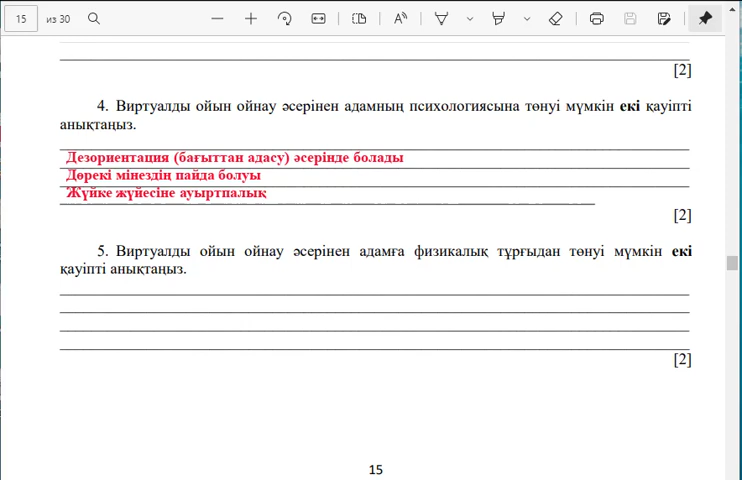 15 из 30
[2]
4. Виртуалды ойын ойнау әсерінен адамның психологиясына төнуі мүмкін екі қауіпті
анықтаңыз.
Дезориентация (бағыттан адасу) әсерінде болады
Дөрекі мінездің пайда болуы
Жүйке жүйесіне ауыртпалық
[2]
5. Виртуалды ойын ойнау әсерінен адамға физикалық тұрғыдан төнуі мүмкін екі
қауіпті анықтаңыз.
[2]
15